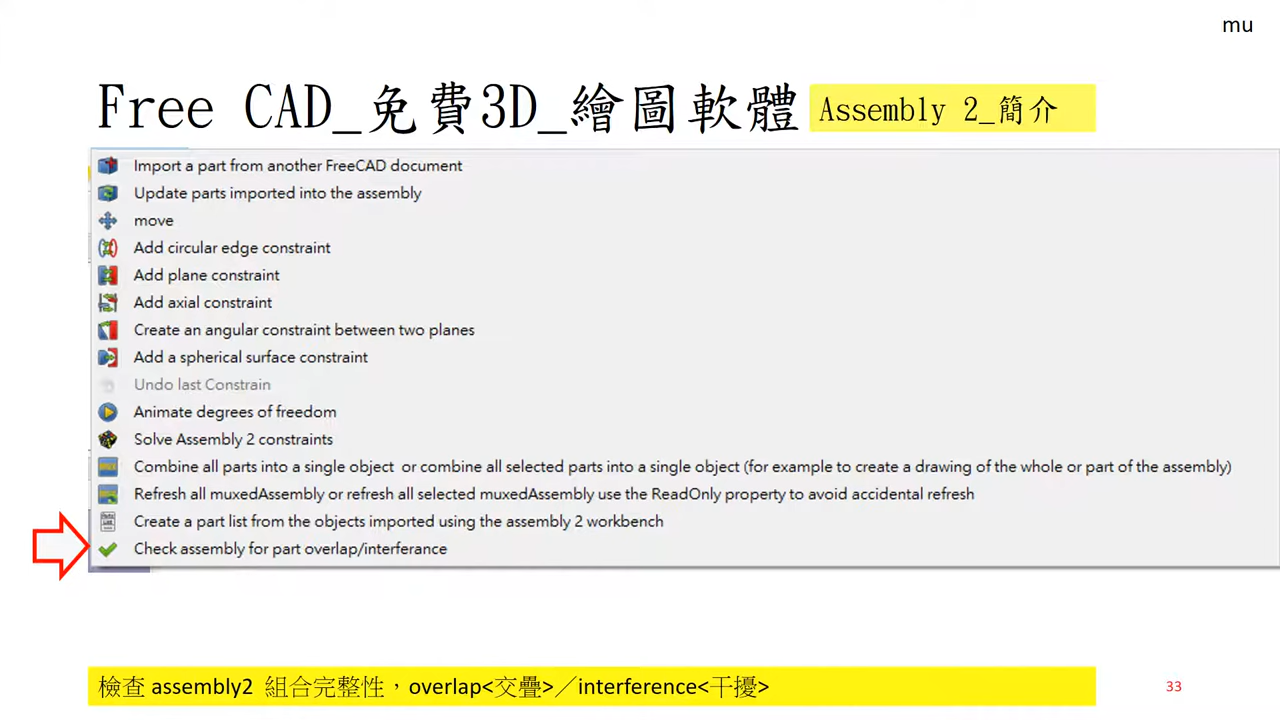 mu
Free CAD_免費3D_繪圖軟體
Assembly 2_簡介
Import a part from another FreeCAD document
Update parts imported into the assembly
move
Add circular edge constraint
Add plane constraint
Add axial constraint
Create an angular constraint between two planes
Add a spherical surface constraint
Undo last Constrain
Animate degrees of freedom
Solve Assembly 2 constraints
Combine all parts into a single object or combine all selected parts into a single object (for example to create a drawing of the whole or part of the assembly)
Refresh all muxedAssembly or refresh all selected muxedAssembly use the ReadOnly property to avoid accidental refresh
Create a part list from the objects imported using the assembly 2 workbench
Check assembly for part overlap/interferance
檢查 assembly2 組合完整性，overlap<交疊>／interference<干擾>
33